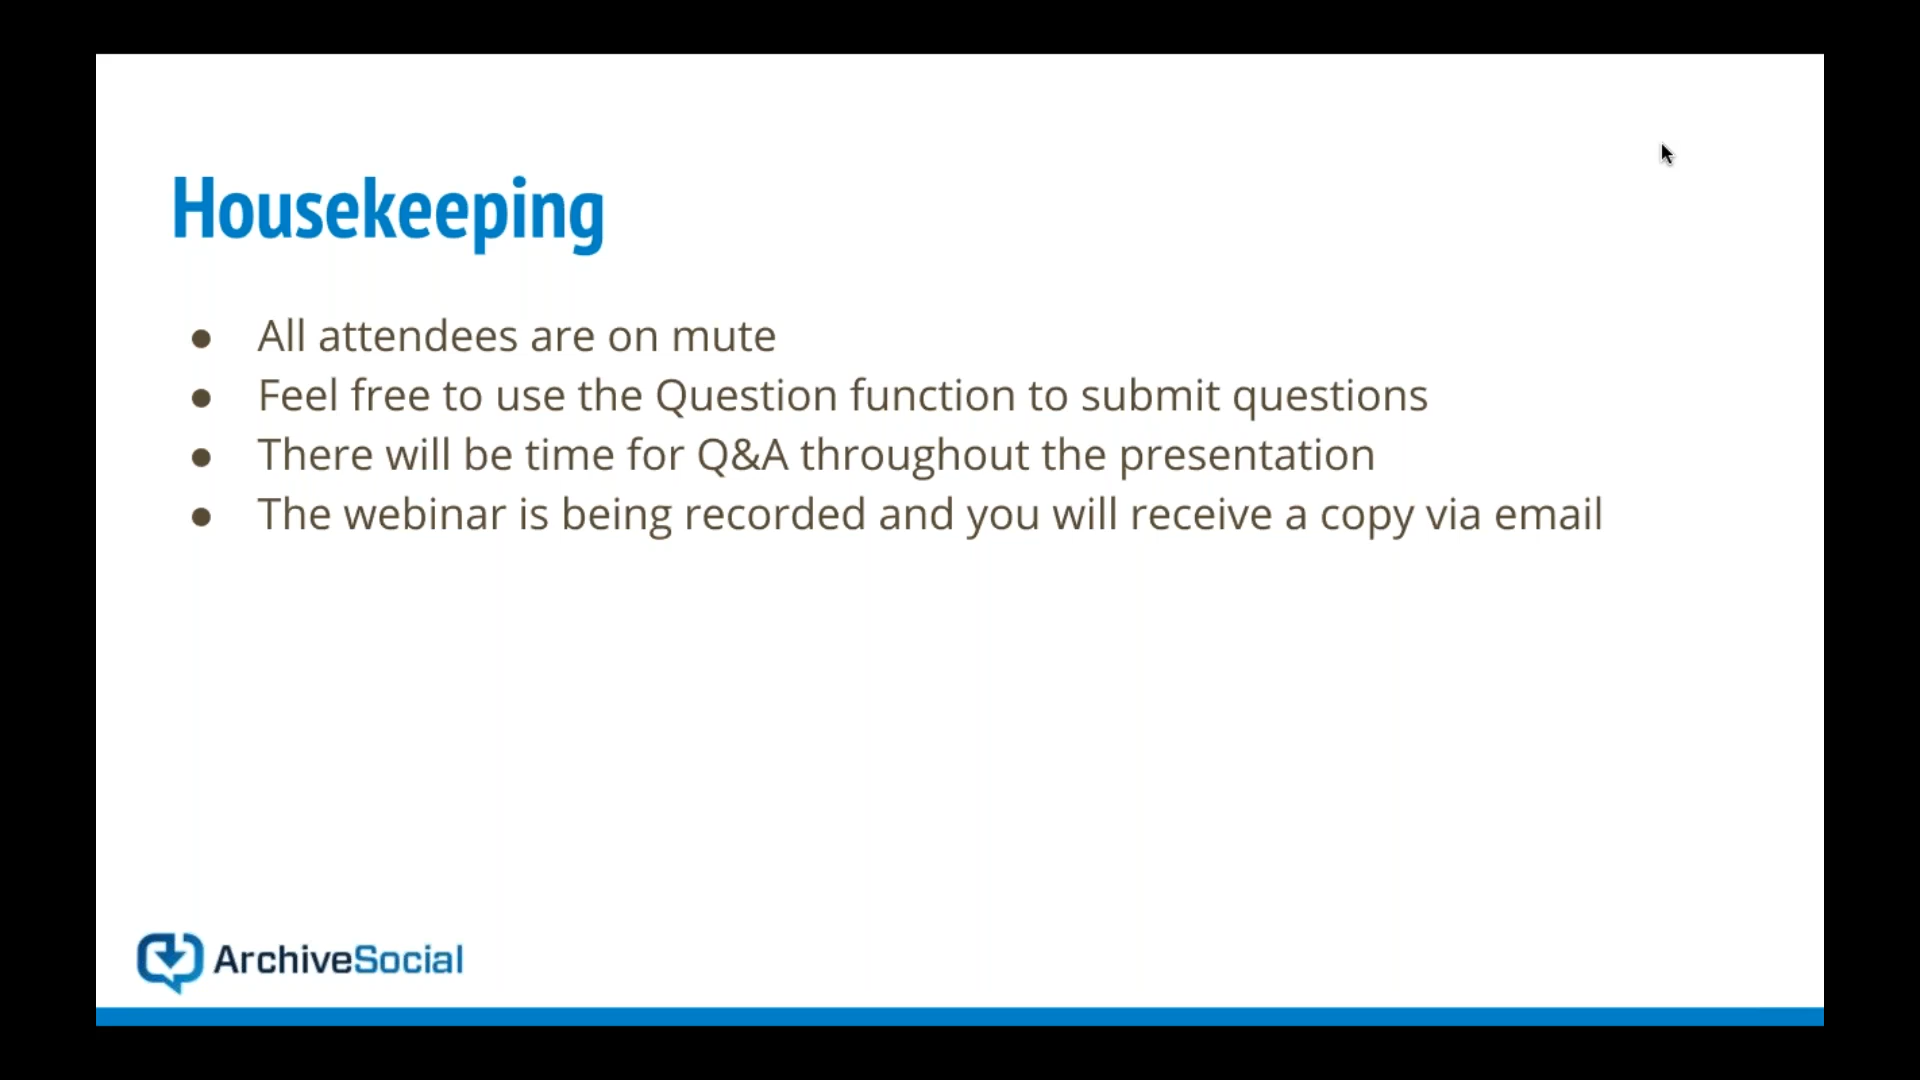 Housekeeping
● All attendees are on mute
● Feel free to use the Question function to submit questions
● There will be time for Q&A throughout the presentation
● The webinar is being recorded and you will receive a copy via email
ArchiveSocial